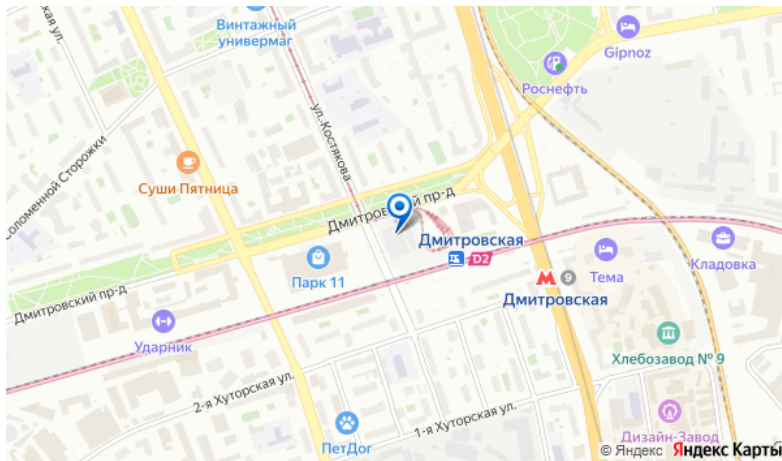 кая ул.
Винтажный
универмаг
Gipnoz
Роснефть
ул. Костякова
Соломенной Сторожки
Суши Пятница
Дмитровский пр-д
Дмитровская
D2
Парк 11
Тема
Кладовка
М 9
Дмитровская
Дмитровский пр-д
Ударник
Хлебозавод № 9
2-я Хуторская ул.
1-я Хуторская ул.
ПетДог
Дизайн-Завод
© Яндекс Яндекс Карты